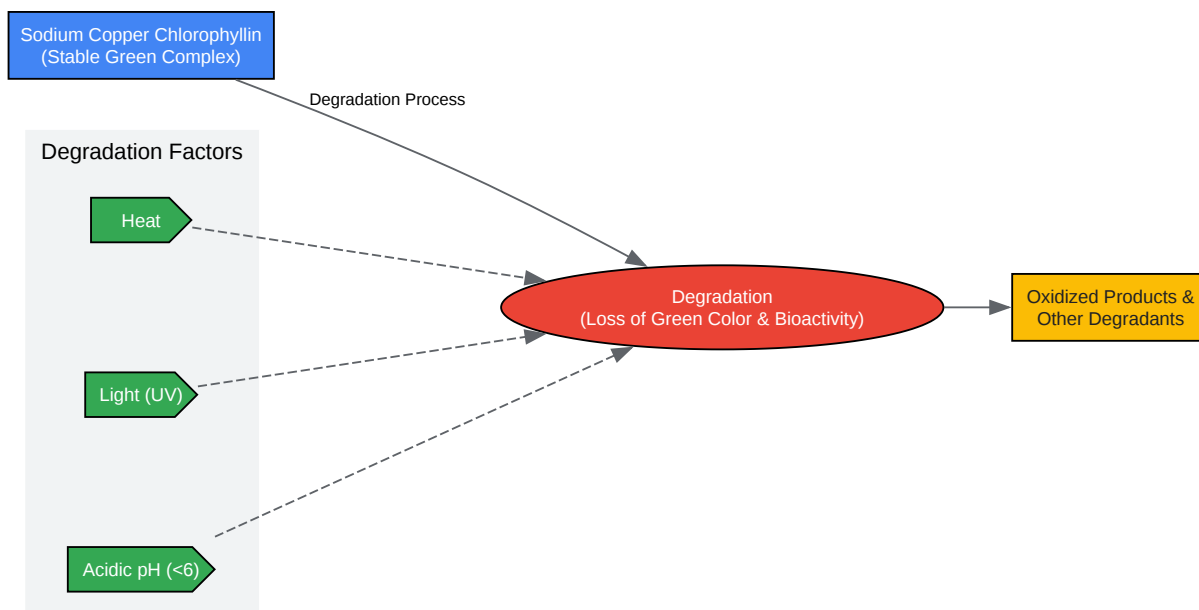 Sodium Copper Chlorophyllin
(Stable Green Complex)
Degradation Process
Degradation Factors
Heat
Light (UV)
Acidic pH (<6)
Degradation
(Loss of Green Color & Bioactivity)
Oxidized Products &
Other Degradants